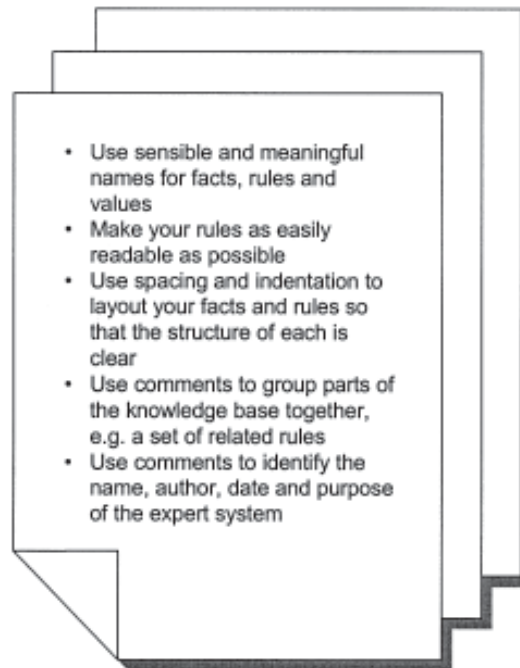 • Use sensible and meaningful
names for facts, rules and
values
• Make your rules as easily
readable as possible
• Use spacing and indentation to
layout your facts and rules so
that the structure of each is
clear
• Use comments to group parts of
the knowledge base together,
e.g. a set of related rules
• Use comments to identify the
name, author, date and purpose
of the expert system